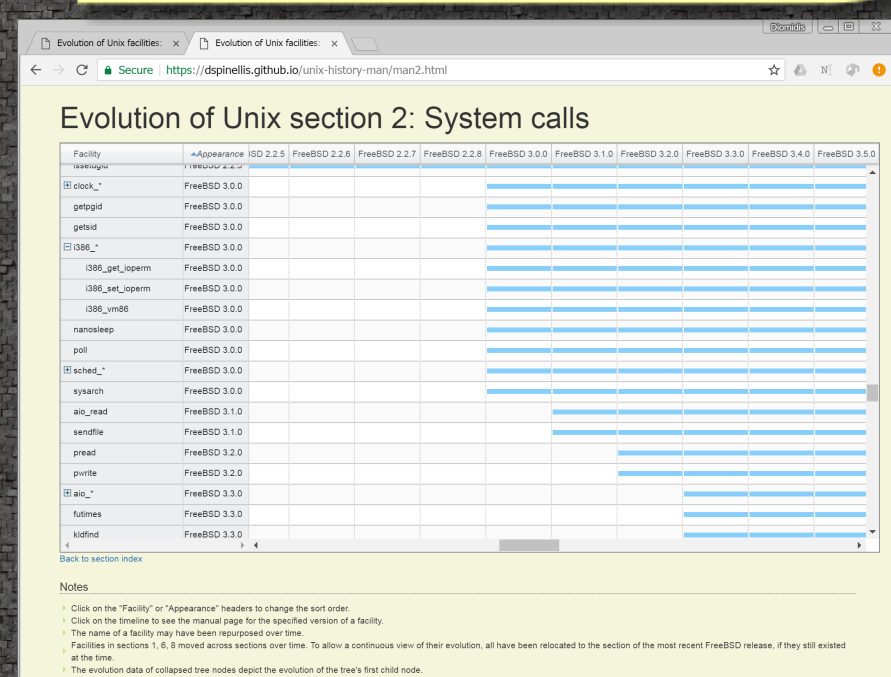 Diomidis
Evolution of Unix facilities: x
Evolution of Unix facilities: x
Secure https://dspinellis.github.io/unix-history-man/man2.html
Evolution of Unix section 2: System calls
Facility Appearance SD 2.2.5 FreeBSD 2.2.6 FreeBSD 2.2.7 FreeBSD 2.2.8 FreeBSD 3.0.0 FreeBSD 3.1.0 FreeBSD 3.2.0 FreeBSD 3.3.0 FreeBSD 3.4.0 FreeBSD 3.5.0
issetugid FreeBSD 2.2.5
clock_* FreeBSD 3.0.0
getpgid FreeBSD 3.0.0
getsid FreeBSD 3.0.0
i386_* FreeBSD 3.0.0
i386_get_ioperm FreeBSD 3.0.0
i386_set_ioperm FreeBSD 3.0.0
i386_vm86 FreeBSD 3.0.0
nanosleep FreeBSD 3.0.0
poll FreeBSD 3.0.0
sched_* FreeBSD 3.0.0
sysarch FreeBSD 3.0.0
aio_read FreeBSD 3.1.0
sendfile FreeBSD 3.1.0
pread FreeBSD 3.2.0
pwrite FreeBSD 3.2.0
aio_* FreeBSD 3.3.0
futimes FreeBSD 3.3.0
kldfind FreeBSD 3.3.0
Back to section index
Notes
Click on the "Facility" or "Appearance" headers to change the sort order.
Click on the timeline to see the manual page for the specified version of a facility.
The name of a facility may have been repurposed over time.
Facilities in sections 1, 6, 8 moved across sections over time. To allow a continuous view of their evolution, all have been relocated to the section of the most recent FreeBSD release, if they still existed
at the time.
The evolution data of collapsed tree nodes depict the evolution of the tree's first child node.